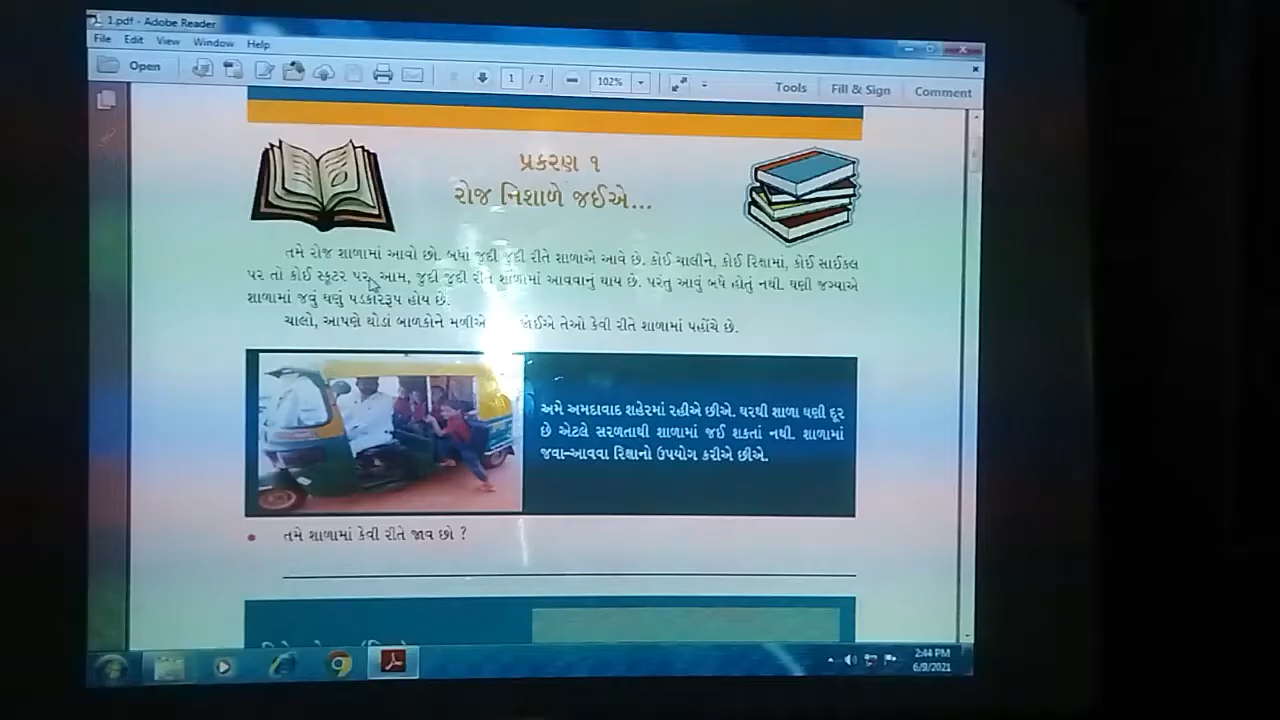 1.pdf - Adobe Reader
File Edit View Window Help
Open 1 / 7 102% Tools Fill & Sign Comment
પ્રકરણ ૧
રોજ નિશાળે જઈએ...
તમે રોજ શાળામાં આવો છો. બધાં જુદી જુદી રીતે શાળાએ આવે છે. કોઈ ચાલીને, કોઈ રિક્ષામાં, કોઈ સાઈકલ
પર તો કોઈ સ્કૂટર પર. આમ, જુદી જુદી રીતે શાળામાં આવવાનું થાય છે. પરંતુ આવું બધે હોતું નથી. ઘણી જગ્યાએ
શાળામાં જવું ઘણું પડકારરૂપ હોય છે.
ચાલો, આપણે થોડાં બાળકોને મળીએ જોઈએ તેઓ કેવી રીતે શાળામાં પહોંચે છે.
અમે અમદાવાદ શહેરમાં રહીએ છીએ. ઘરથી શાળા ઘણી દૂર
છે એટલે સરળતાથી શાળામાં જઈ શકતાં નથી. શાળામાં
જવા-આવવા રિક્ષાનો ઉપયોગ કરીએ છીએ.
• તમે શાળામાં કેવી રીતે જાવ છો ?
2:44 PM
6/9/2021